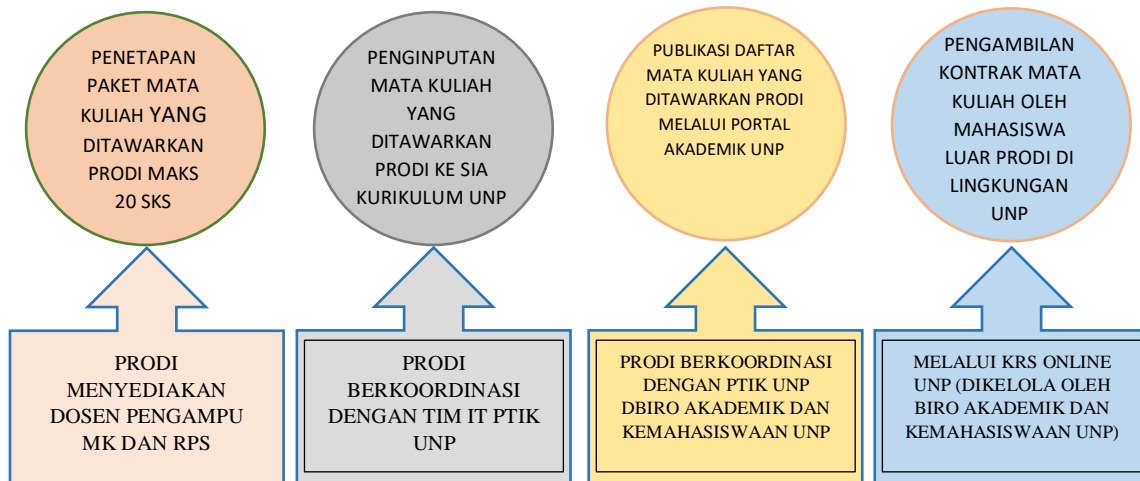 PENETAPAN
PAKET MATA
KULIAH YANG
DITAWARKAN
PRODI MAKS
20 SKS
PENGINPUTAN
MATA KULIAH
YANG
DITAWARKAN
PRODI KE SIA
KURIKULUM UNP
PUBLIKASI DAFTAR
MATA KULIAH YANG
DITAWARKAN PRODI
MELALUI PORTAL
AKADEMIK UNP
PENGAMBILAN
KONTRAK MATA
KULIAH OLEH
MAHASISWA
LUAR PRODI DI
LINGKUNGAN
UNP
PRODI
MENYEDIAKAN
DOSEN PENGAMPU
MK DAN RPS
PRODI
BERKOORDINASI
DENGAN TIM IT PTIK
UNP
PRODI BERKOORDINASI
DENGAN PTIK UNP
DBIRO AKADEMIK DAN
KEMAHASISWAAN UNP
MELALUI KRS ONLINE
UNP (DIKELOLA OLEH
BIRO AKADEMIK DAN
KEMAHASISWAAN UNP)